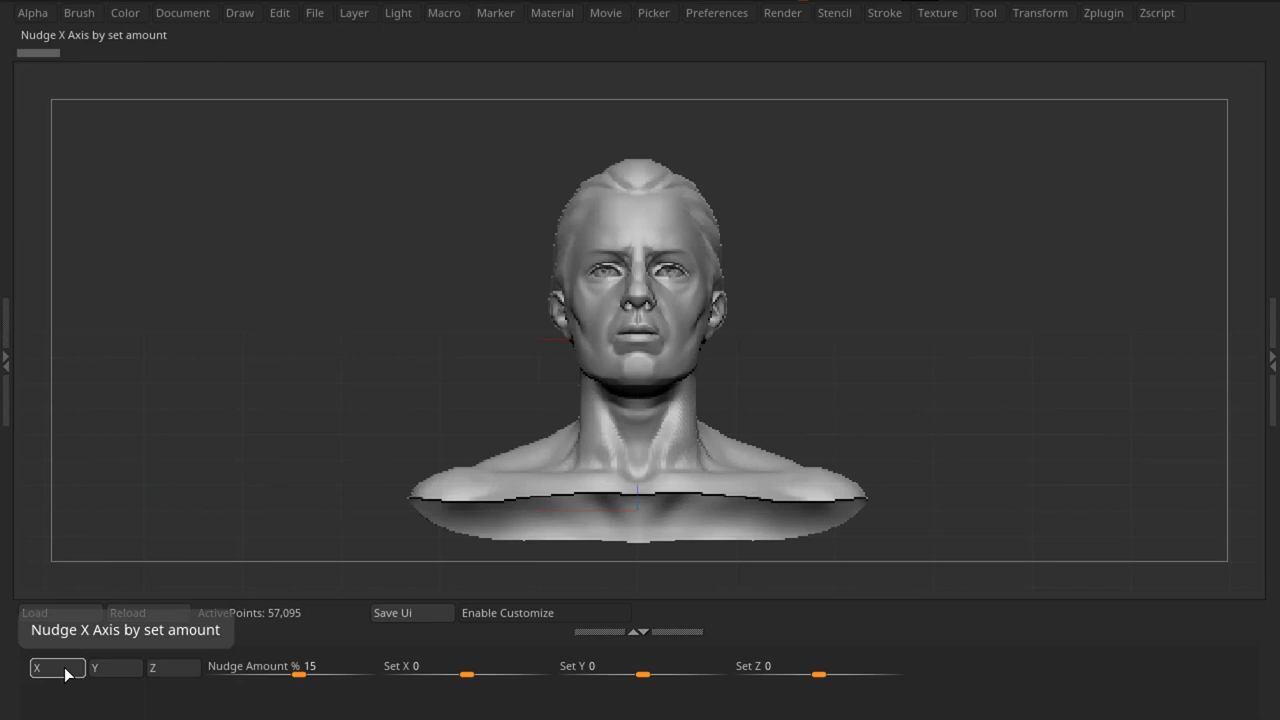 Alpha Brush Color Document Draw Edit File Layer Light Macro Marker Material Movie Picker Preferences Render Stencil Stroke Texture Tool Transform Zplugin Zscript
Nudge X Axis by set amount
Load Reload ActivePoints: 57,095 Save Ui Enable Customize
Nudge X Axis by set amount
X Y Z Nudge Amount % 15 Set X 0 Set Y 0 Set Z 0